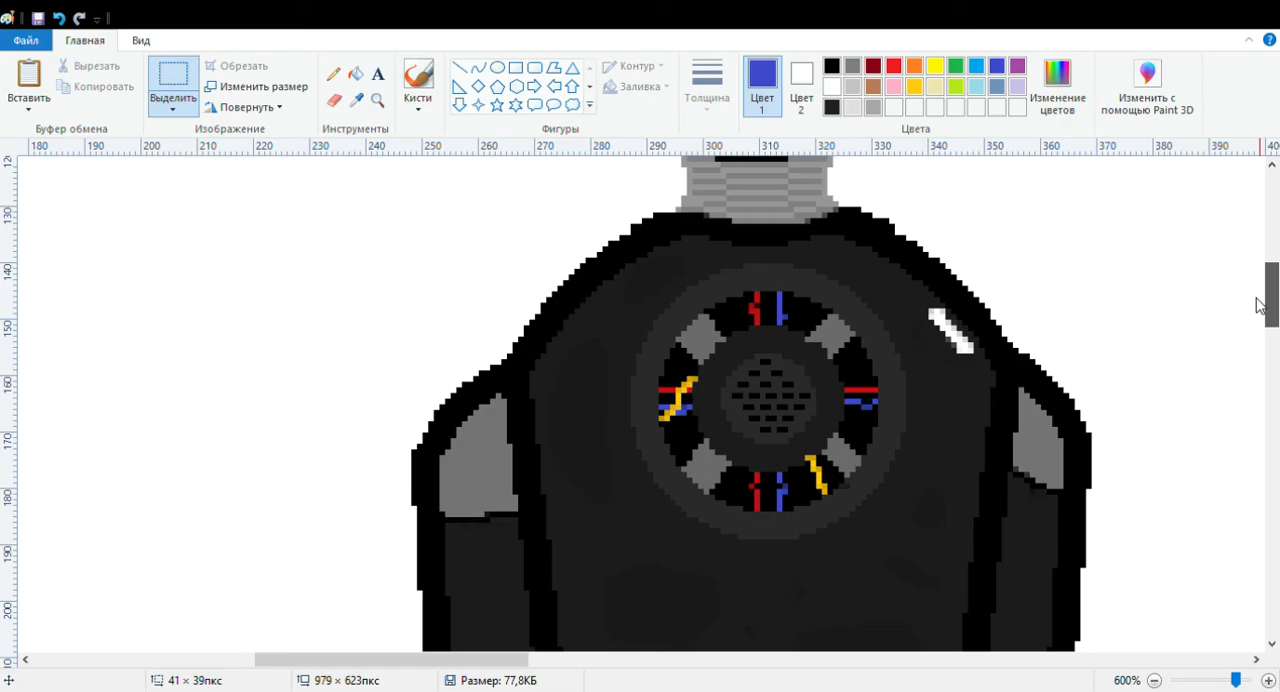 Файл Главная Вид
Вставить
Вырезать
Копировать
Буфер обмена
Выделить
Обрезать
Изменить размер
Повернуть
Изображение
Инструменты
Кисти
Фигуры
Контур
Заливка
Толщина
Цвет 1
Цвет 2
Цвета
Изменение цветов
Изменить с помощью Paint 3D
180 190 200 210 220 230 240 250 260 270 280 290 300 310 320 330 340 350 360 370 380 390 400
130
140
150
160
170
180
190
200
41 × 39пкс 979 × 623пкс Размер: 77,8КБ 600%